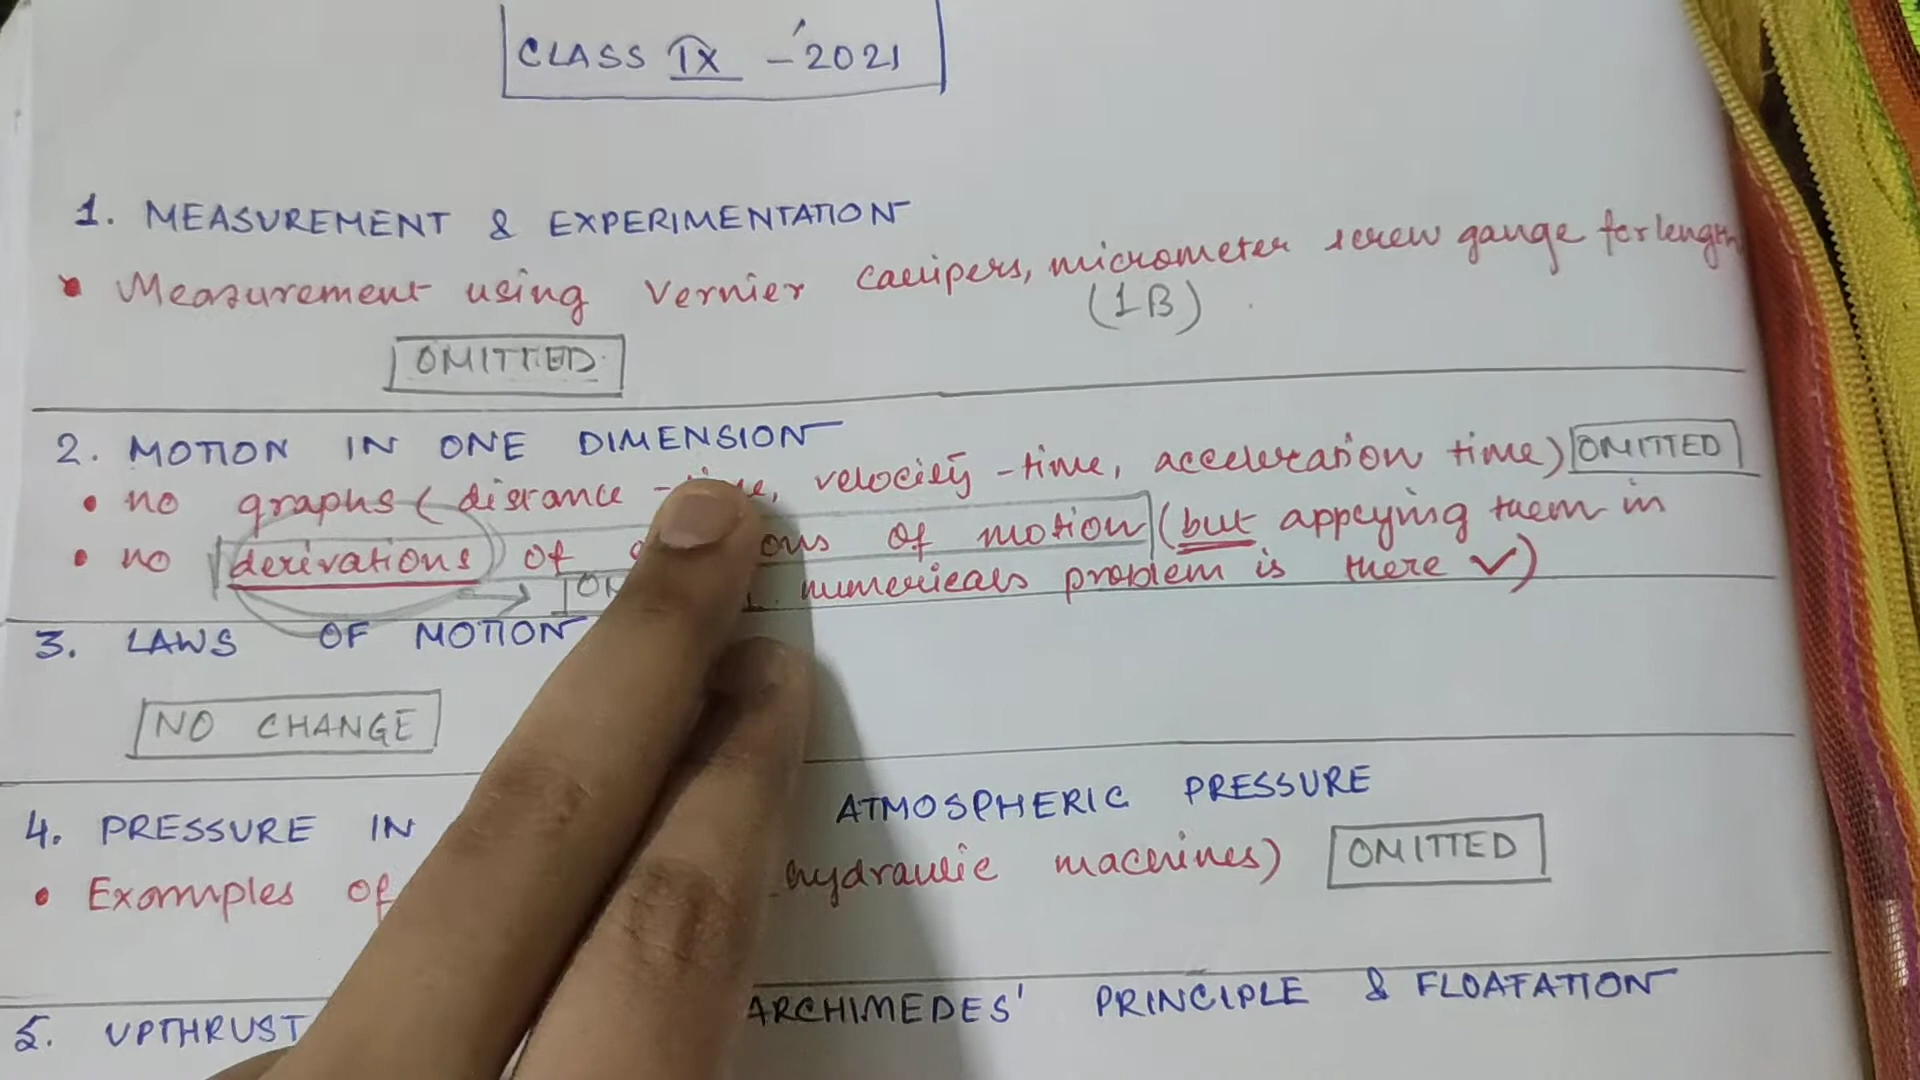 CLASS IX - '2021
1. MEASUREMENT & EXPERIMENTATION
• Measurement using Vernier Callipers, micrometer screw gauge for length
(1B)
OMITTED
2. MOTION IN ONE DIMENSION
• no graphs (distance - time, velocity - time, acceleration time) OMITTED
• no derivations of motion (but applying them in
numericals problem is there ✓)
3. LAWS OF MOTION
NO CHANGE
4. PRESSURE IN ATMOSPHERIC PRESSURE
• Examples of hydraulic machines) OMITTED
5. UPTHRUST ARCHIMEDES' PRINCIPLE & FLOATATION